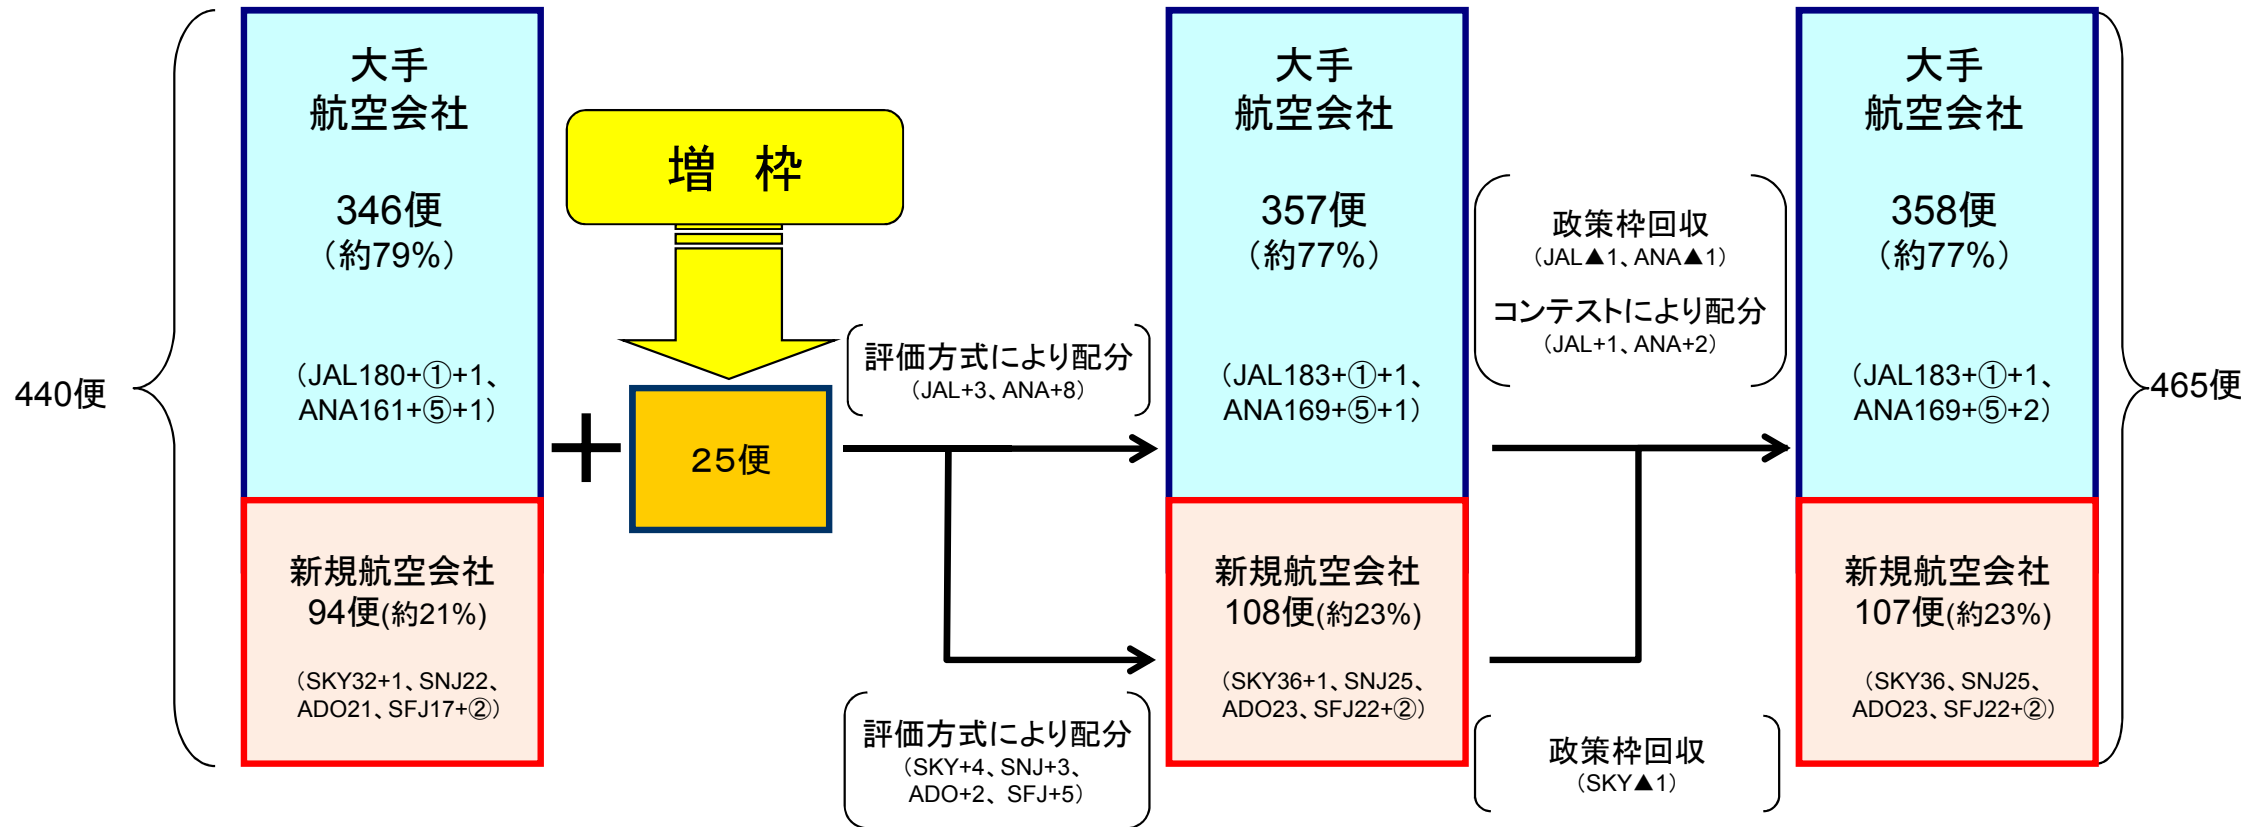 440便
大手
航空会社
346便
（約79%）
（JAL180+①+1、
ANA161+⑤+1）
新規航空会社
94便(約21%)
（SKY32+1、SNJ22、
ADO21、SFJ17+②）
増　枠
＋
２５便
評価方式により配分
（JAL+3、ANA+8）
評価方式により配分
（SKY+4、SNJ+3、
ADO+2、SFJ+5）
大手
航空会社
357便
（約77%）
（JAL183+①+1、
ANA169+⑤+1）
新規航空会社
108便(約23%)
（SKY36+1、SNJ25、
ADO23、SFJ22+②）
政策枠回収
（JAL▲1、ANA▲1）
コンテストにより配分
（JAL+1、ANA+2）
政策枠回収
（SKY▲1）
大手
航空会社
358便
（約77%）
（JAL183+①+1、
ANA169+⑤+2）
新規航空会社
107便(約23%)
（SKY36、SNJ25、
ADO23、SFJ22+②）
465便